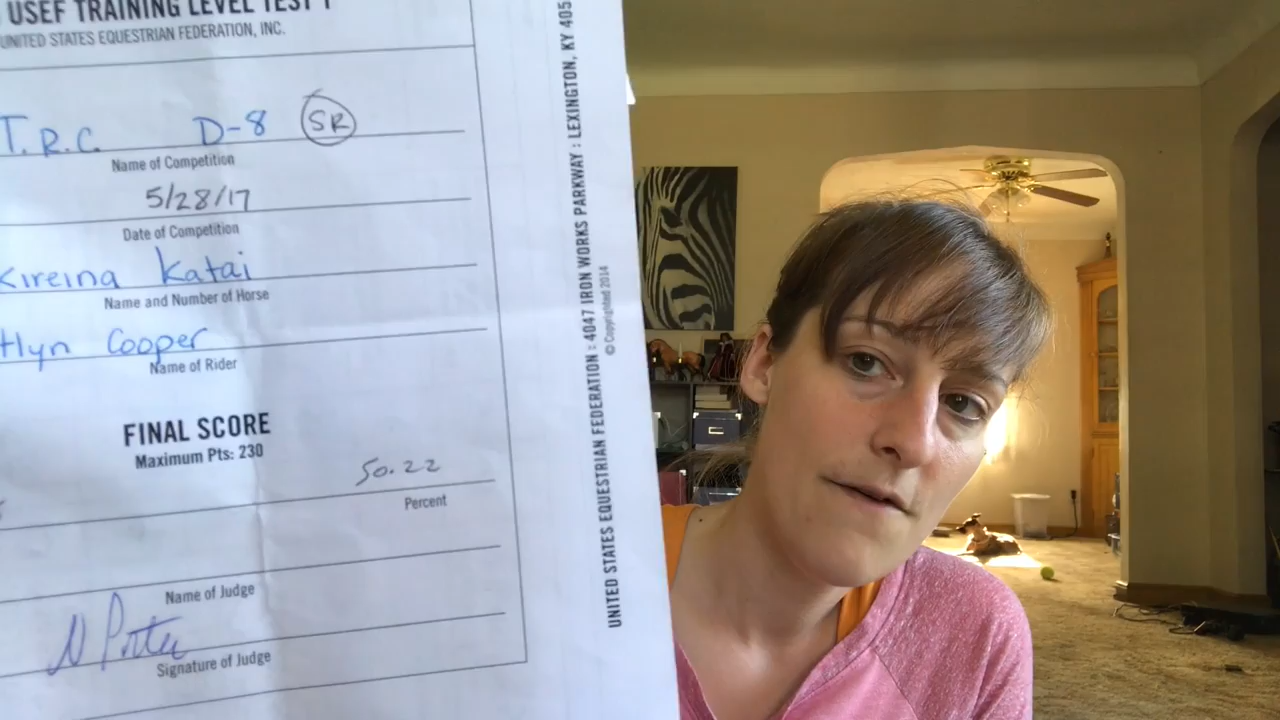 USEF TRAINING LEVEL TEST 1
UNITED STATES EQUESTRIAN FEDERATION, INC.
T.R.C. D-8 SR
Name of Competition
5/28/17
Date of Competition
Kireina Katai
Name and Number of Horse
tlyn Cooper
Name of Rider
FINAL SCORE
Maximum Pts: 230
50.22
Percent
Name of Judge
N Porter
Signature of Judge
UNITED STATES EQUESTRIAN FEDERATION : 4047 IRON WORKS PARKWAY : LEXINGTON, KY 405
© Copyrighted 2014